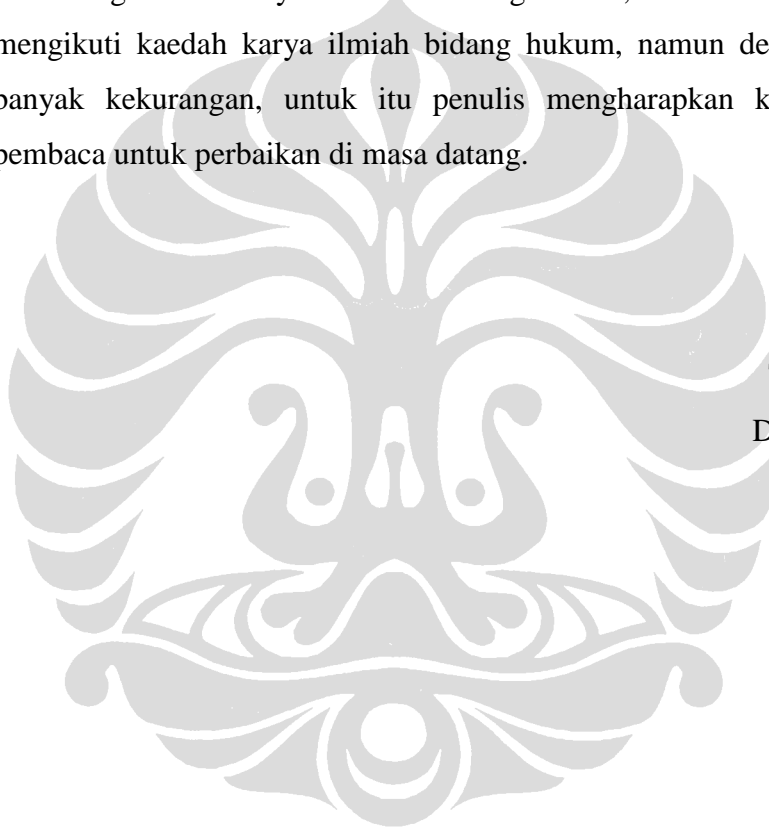 mengikuti kaedah karya ilmiah bidang hukum, namun de
banyak kekurangan, untuk itu penulis mengharapkan k
pembaca untuk perbaikan di masa datang.
D